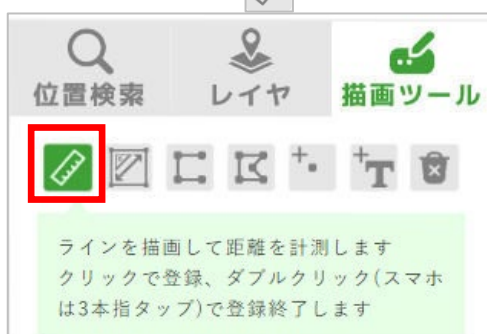 位置検索 レイヤ 描画ツール
T
ラインを描画して距離を計測します
クリックで登録、ダブルクリック(スマホ
は3本指タップ)で登録終了します